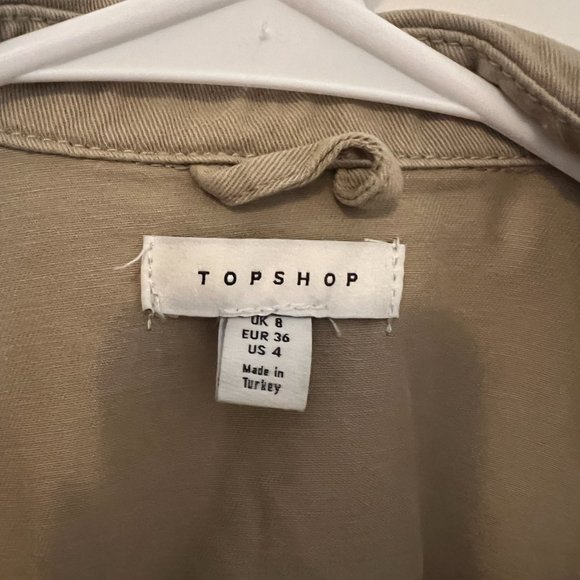 TOPSHOP
UK 8
EUR 36
US 4
Made in
Turkey